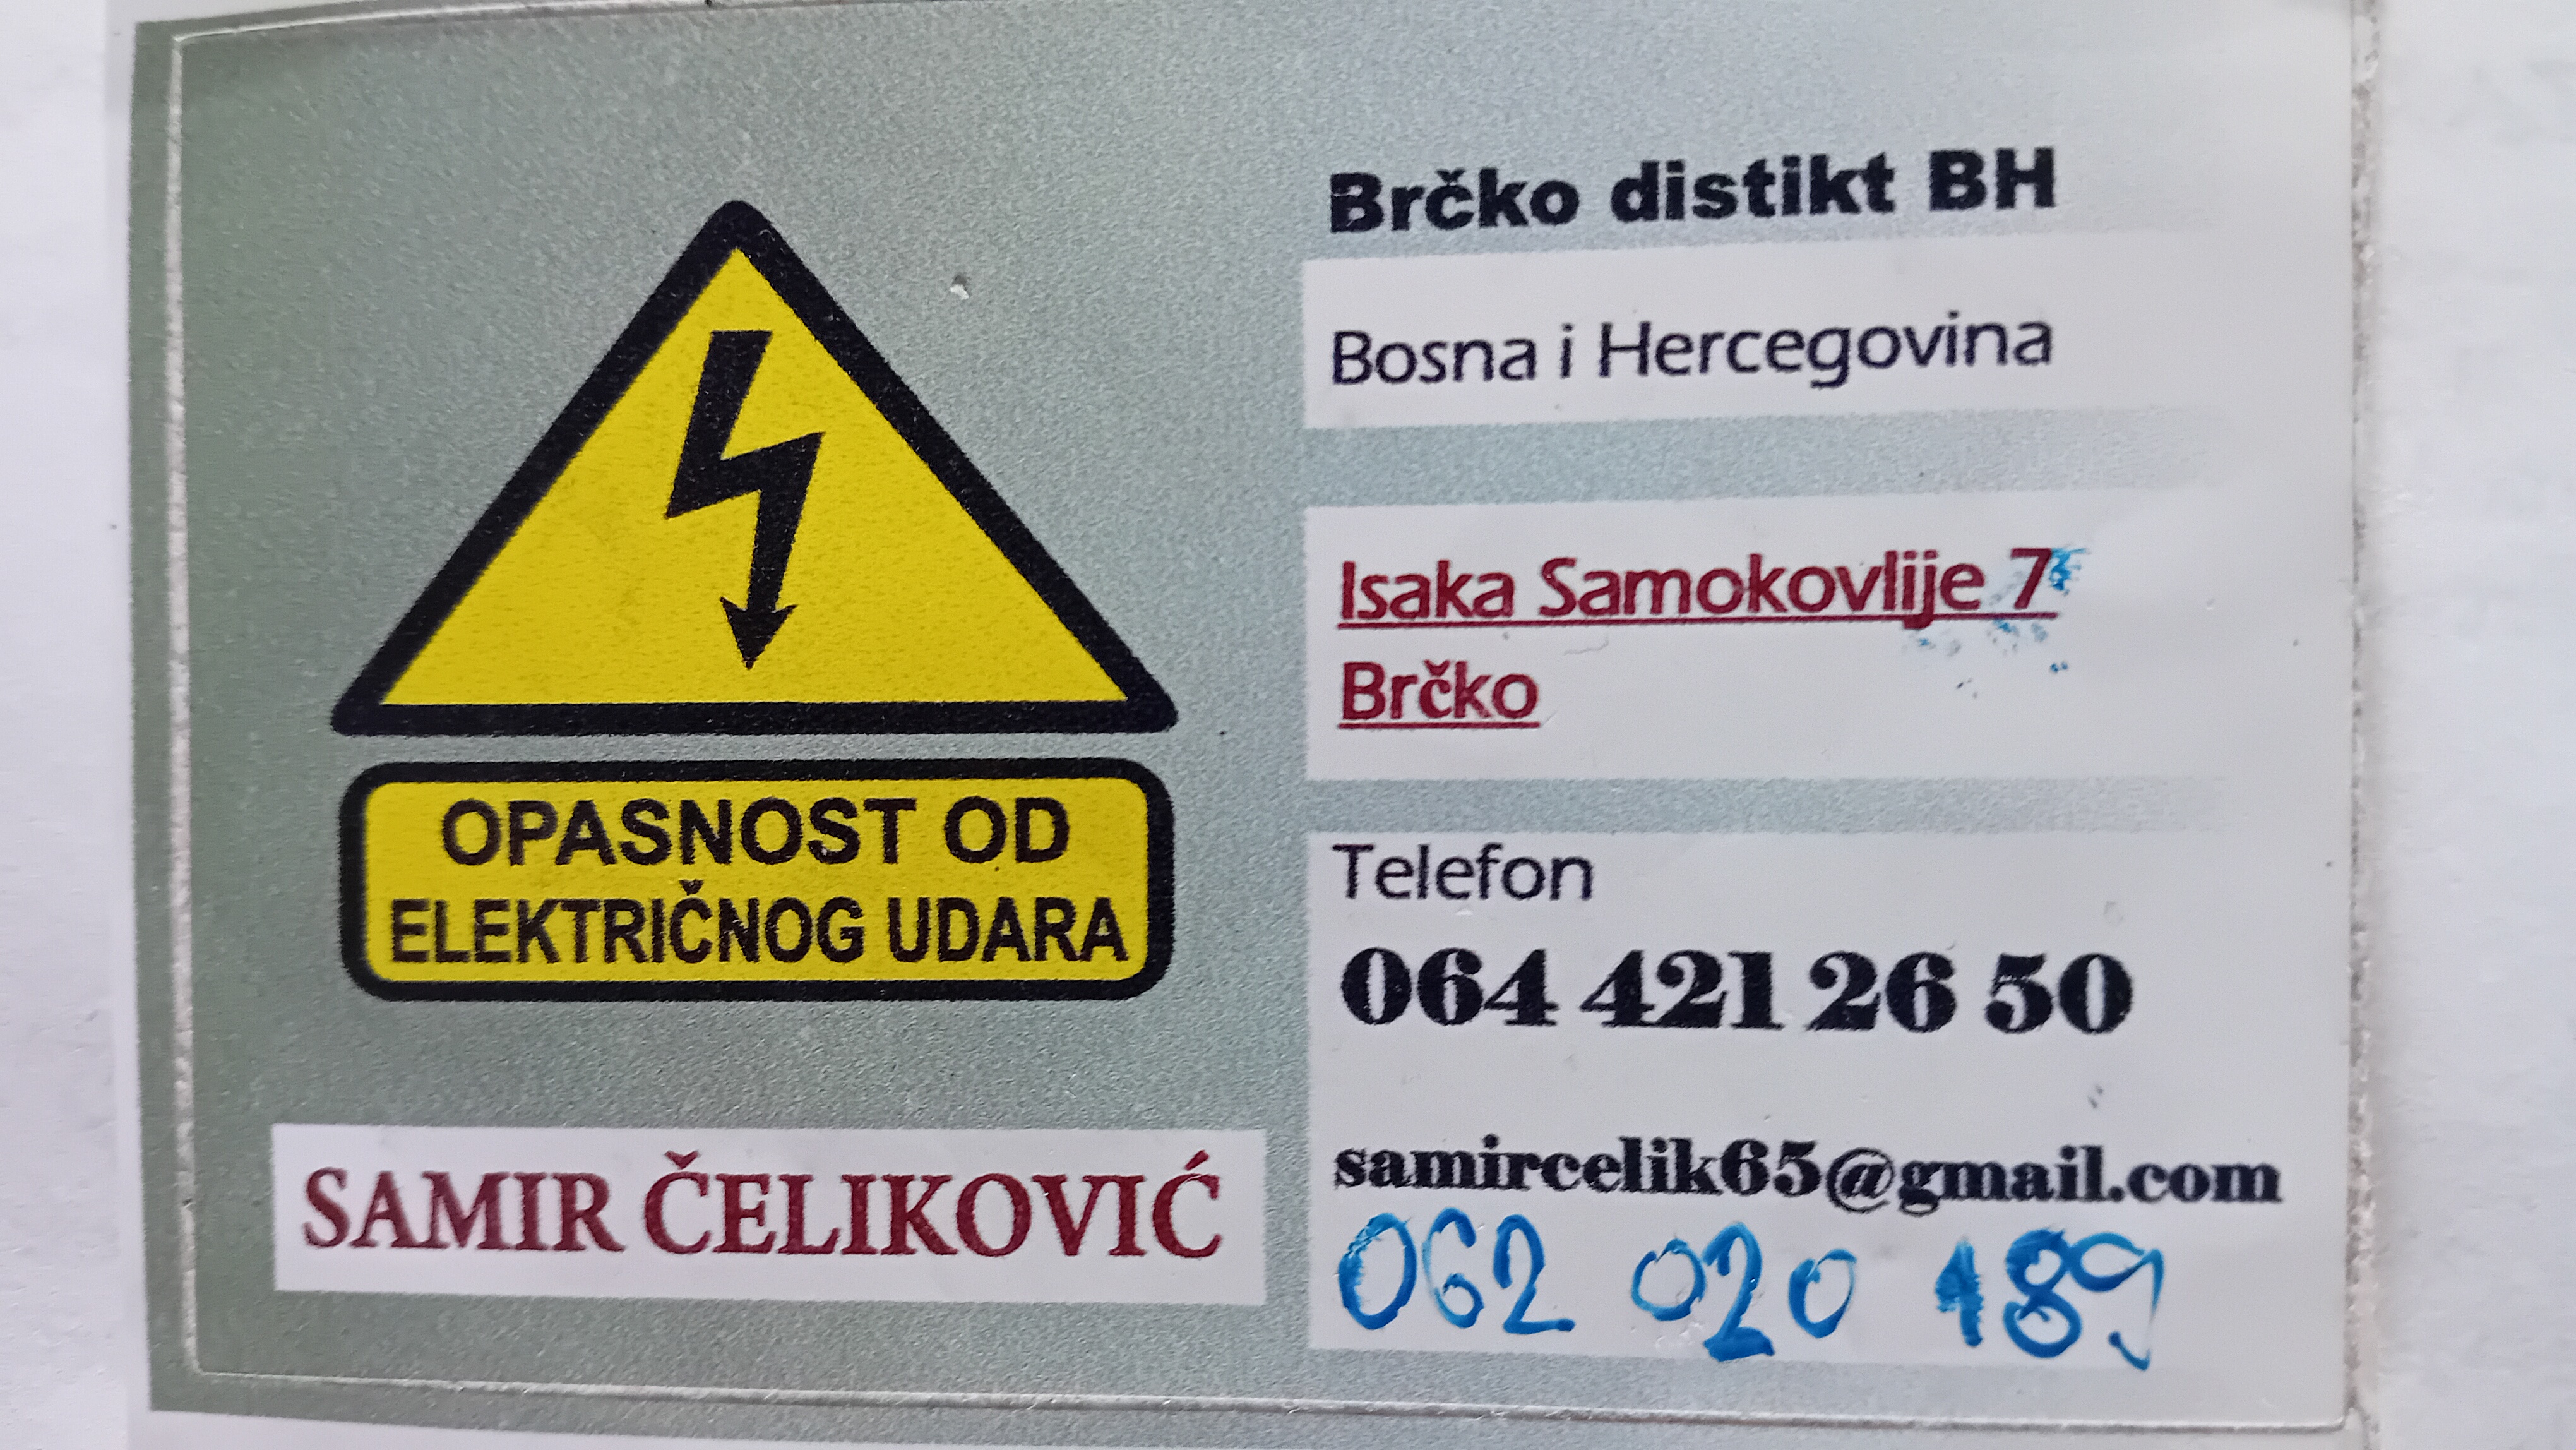 OPASNOST OD
ELEKTRIČNOG UDARA
SAMIR ČELIKOVIĆ
Brčko distikt BH
Bosna i Hercegovina
Isaka Samokovlije 7
Brčko
Telefon
064 421 26 50
samircelik65@gmail.com
062 020 189